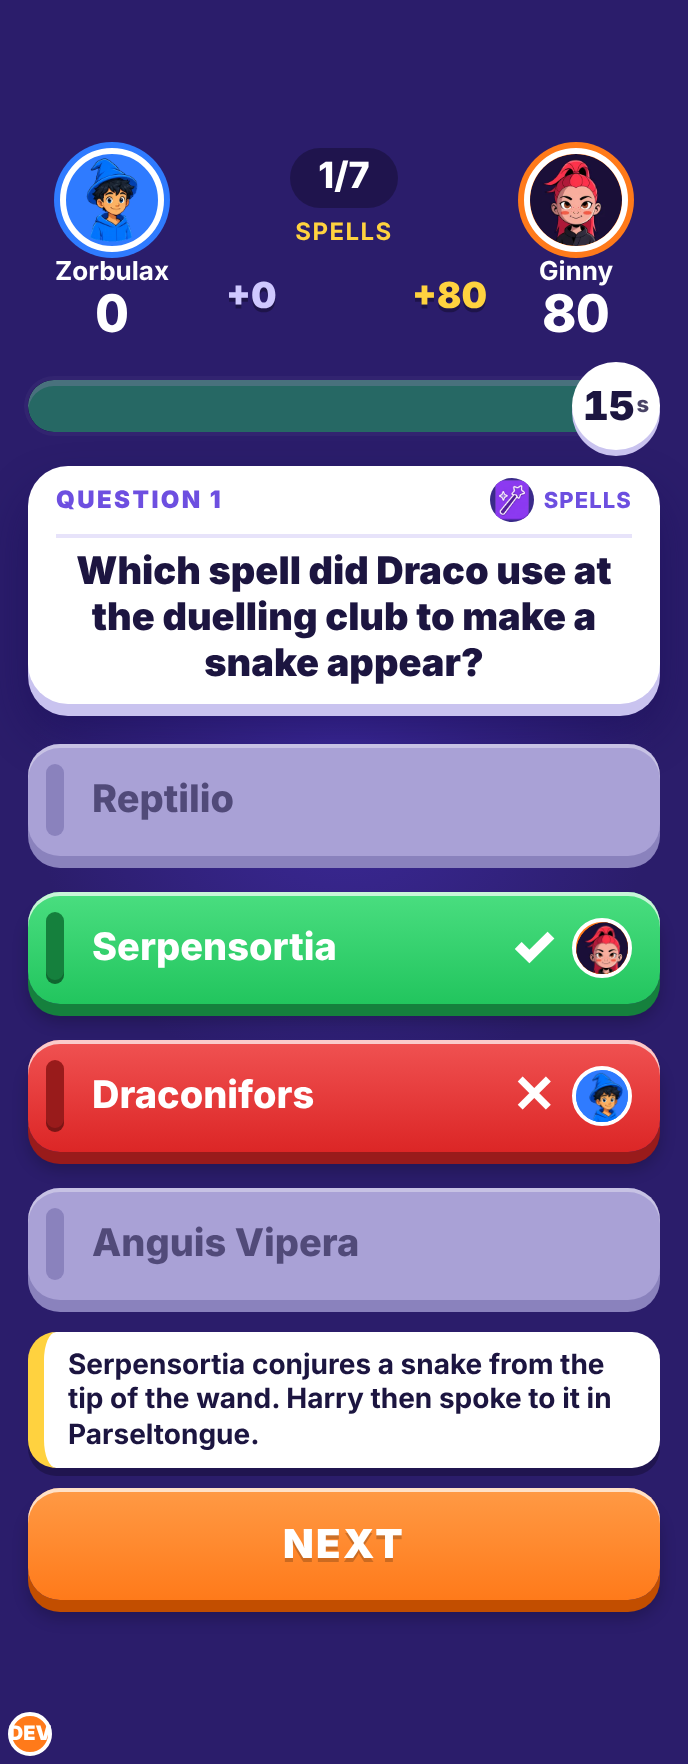 1/7
SPELLS
Zorbulax
0
+0
+80
Ginny
80
15s
QUESTION 1
SPELLS
Which spell did Draco use at
the duelling club to make a
snake appear?
Reptilio
Serpensortia
Draconifors
Anguis Vipera
Serpensortia conjures a snake from the
tip of the wand. Harry then spoke to it in
Parseltongue.
NEXT
DEV